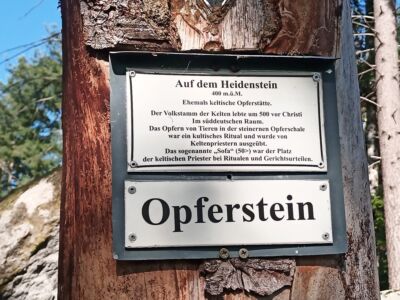 Auf dem Heidenstein
400 m.ü.M.
Ehemals keltische Opferstätte.
Der Volkstamm der Kelten lebte um 500 vor Christi
Im süddeutschen Raum.
Das Opfern von Tieren in der steinernen Opferschale
war ein kultisches Ritual und wurde von
Keltenpriestern ausgeübt.
Das sogenannte „Sofa“ (50>) war der Platz
der keltischen Priester bei Ritualen und Gerichtsurteilen.
Opferstein